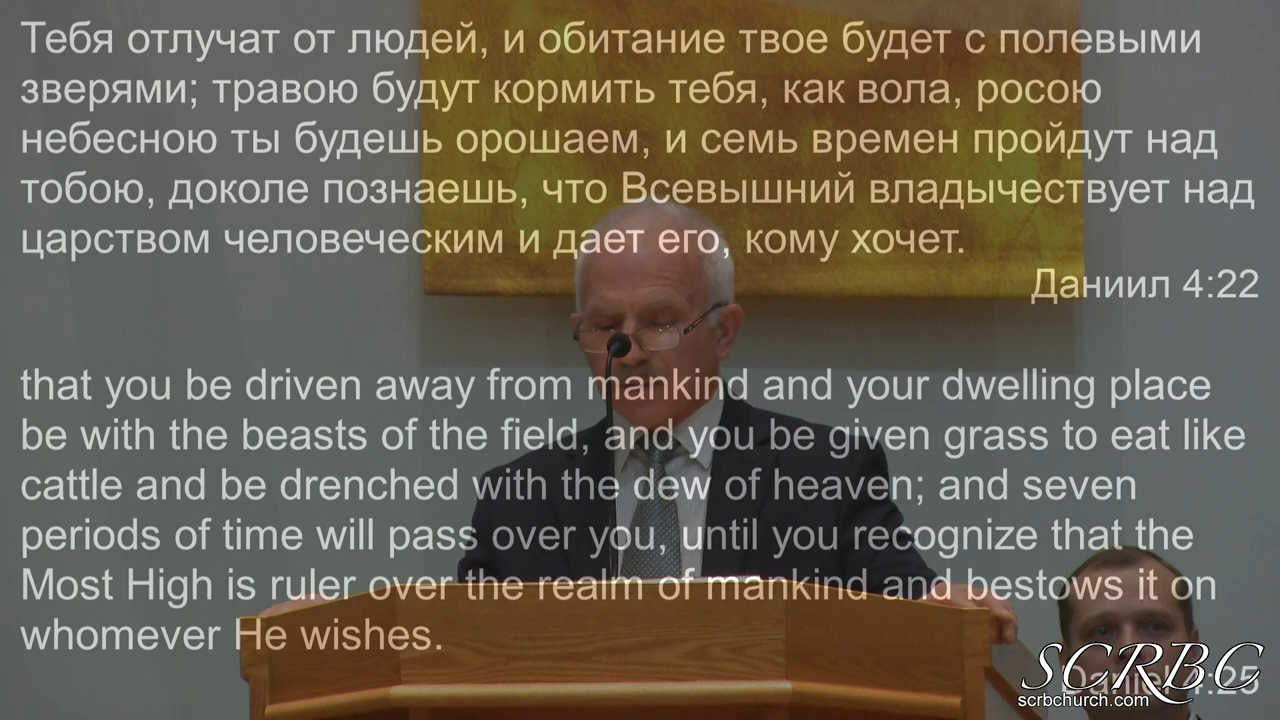 Тебя отлучат от людей, и обитание твое будет с полевыми
зверями; травою будут кормить тебя, как вола, росою
небесною ты будешь орошаем, и семь времен пройдут над
тобою, доколе познаешь, что Всевышний владычествует над
царством человеческим и дает его, кому хочет.
Даниил 4:22
that you be driven away from mankind and your dwelling place
be with the beasts of the field, and you be given grass to eat like
cattle and be drenched with the dew of heaven; and seven
periods of time will pass over you, until you recognize that the
Most High is ruler over the realm of mankind and bestows it on
whomever He wishes.
Daniel 4:25
SCRBC
scrbchurch.com